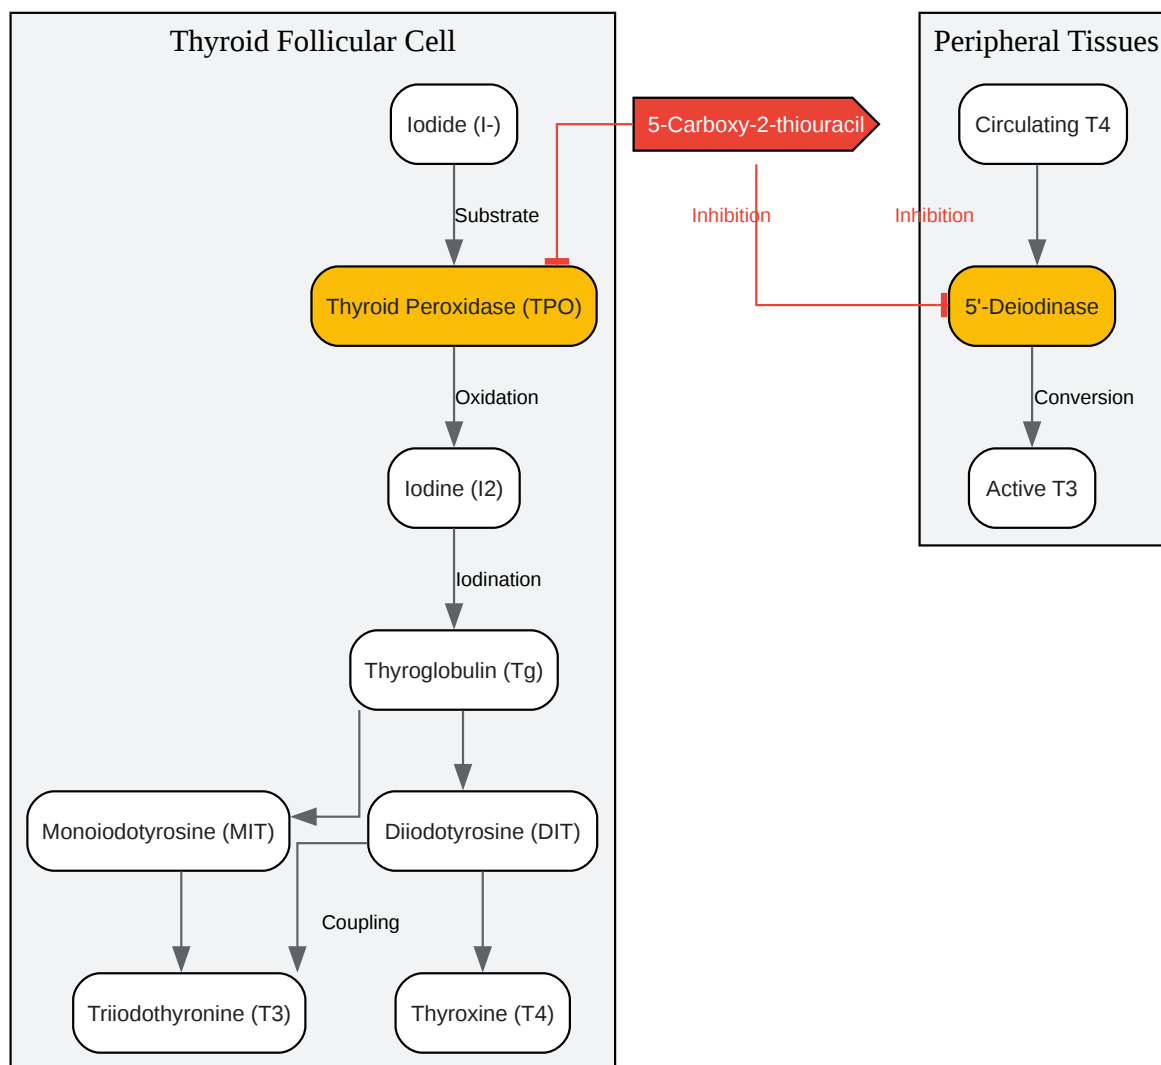 Thyroid Follicular Cell
Peripheral Tissues
Iodide (I-)
5-Carboxy-2-thiouracil
Circulating T4
Substrate
Inhibition
Inhibition
Thyroid Peroxidase (TPO)
5'-Deiodinase
Oxidation
Conversion
Iodine (I2)
Active T3
Iodination
Thyroglobulin (Tg)
Monoiodotyrosine (MIT)
Diiodotyrosine (DIT)
Coupling
Triiodothyronine (T3)
Thyroxine (T4)